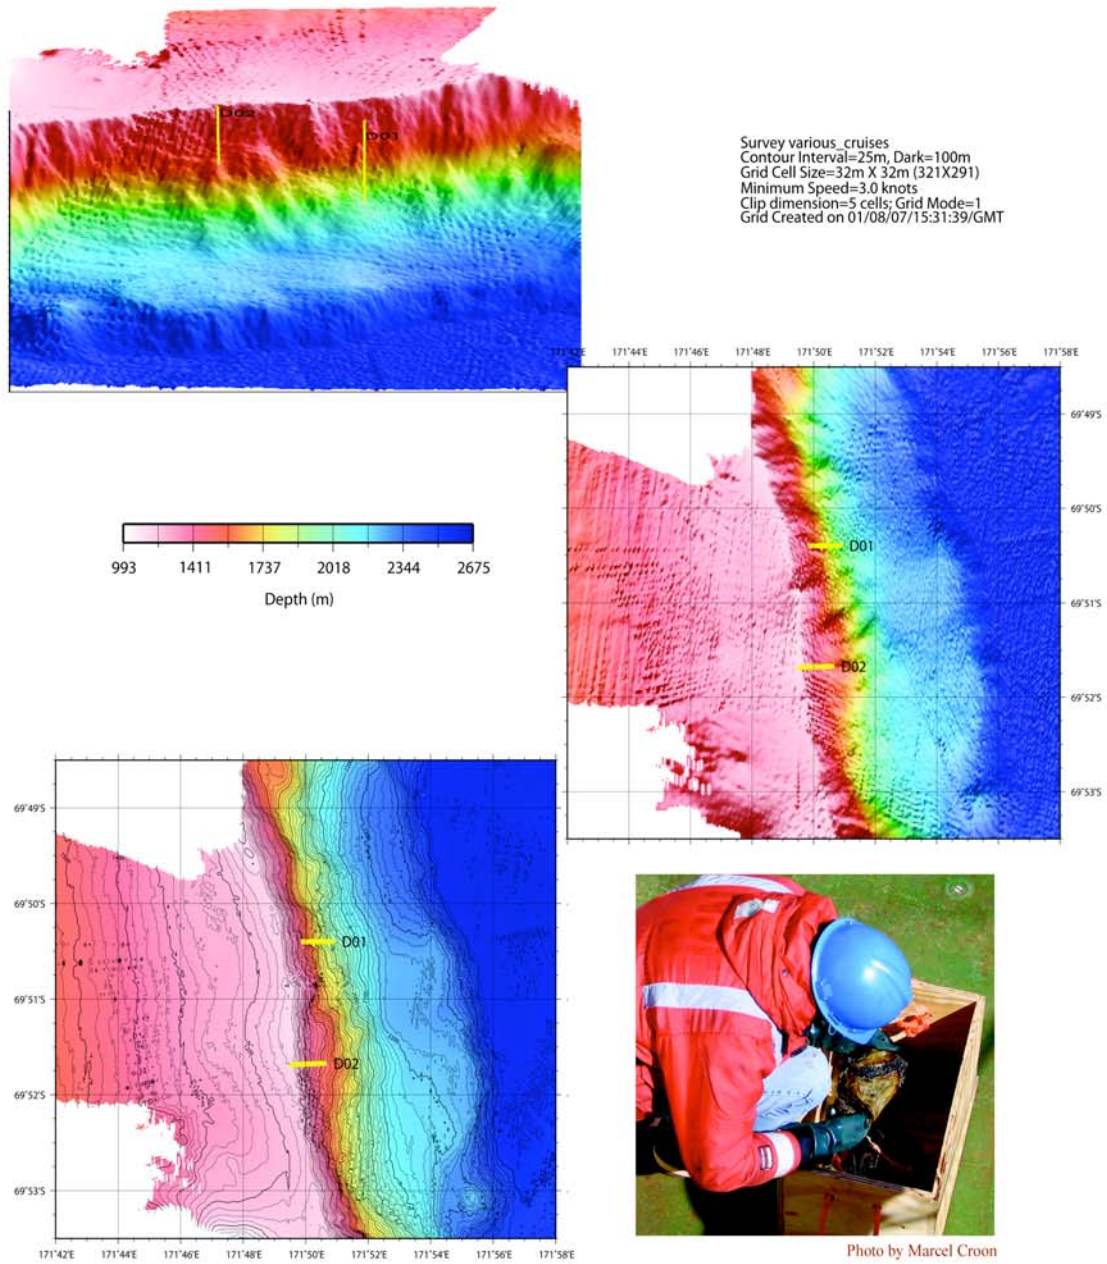 D02
D01
Survey various_cruises
Contour Interval=25m, Dark=100m
Grid Cell Size=32m X 32m (321X291)
Minimum Speed=3.0 knots
Clip dimension=5 cells; Grid Mode=1
Grid Created on 01/08/07/15:31:39/GMT
171˚42'E 171˚44'E 171˚46'E 171˚48'E 171˚50'E 171˚52'E 171˚54'E 171˚56'E 171˚58'E
69˚49'S
69˚50'S
D01
69˚51'S
D02
69˚52'S
69˚53'S
993 1411 1737 2018 2344 2675
Depth (m)
69˚49'S
69˚50'S
D01
69˚51'S
D02
69˚52'S
69˚53'S
171˚42'E 171˚44'E 171˚46'E 171˚48'E 171˚50'E 171˚52'E 171˚54'E 171˚56'E 171˚58'E
Photo by Marcel Croon